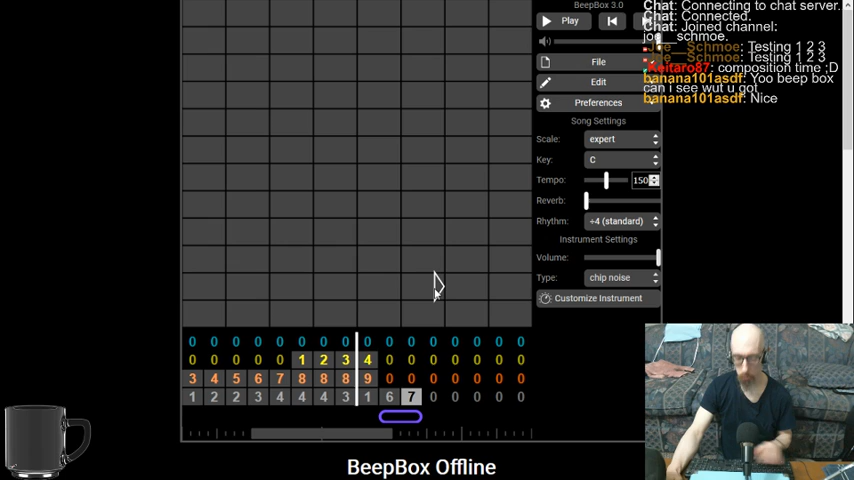 BeepBox 3.0
Play
File
Edit
Preferences
Song Settings
Scale: expert
Key: C
Tempo: 150
Reverb:
Rhythm: ÷4 (standard)
Instrument Settings
Volume:
Type: chip noise
Customize Instrument
Chat: Connecting to chat server.
Chat: Connected.
Chat: Joined channel:
joe__schmoe.
Joe__Schmoe: Testing 1 2 3
Joe__Schmoe: Testing 1 2 3
Keitaro87: composition time ;D
banana101asdf: Yoo beep box
can i see wut u got
banana101asdf: Nice
0 0 0 0 0 0 0 0 0 0 0 0 0 0 0 0
0 0 0 0 0 1 2 3 4 0 0 0 0 0 0 0
3 4 5 6 7 8 8 8 9 0 0 0 0 0 0 0
1 2 2 3 4 4 4 3 1 6 7 0 0 0 0 0
BeepBox Offline